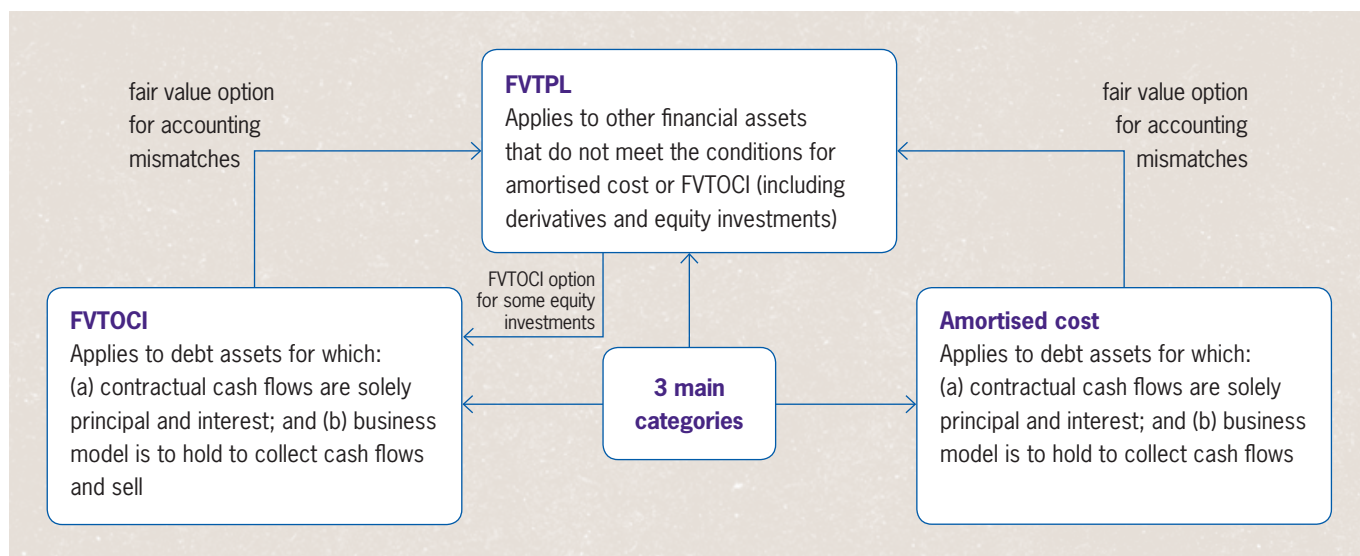 fair value option
for accounting
mismatches
FVTPL
Applies to other financial assets
that do not meet the conditions for
amortised cost or FVTOCI (including
derivatives and equity investments)
fair value option
for accounting
mismatches
FVTOCI option
for some equity
investments
FVTOCI
Applies to debt assets for which:
(a) contractual cash flows are solely
principal and interest; and (b) business
model is to hold to collect cash flows
and sell
3 main
categories
Amortised cost
Applies to debt assets for which:
(a) contractual cash flows are solely
principal and interest; and (b) business
model is to hold to collect cash flows